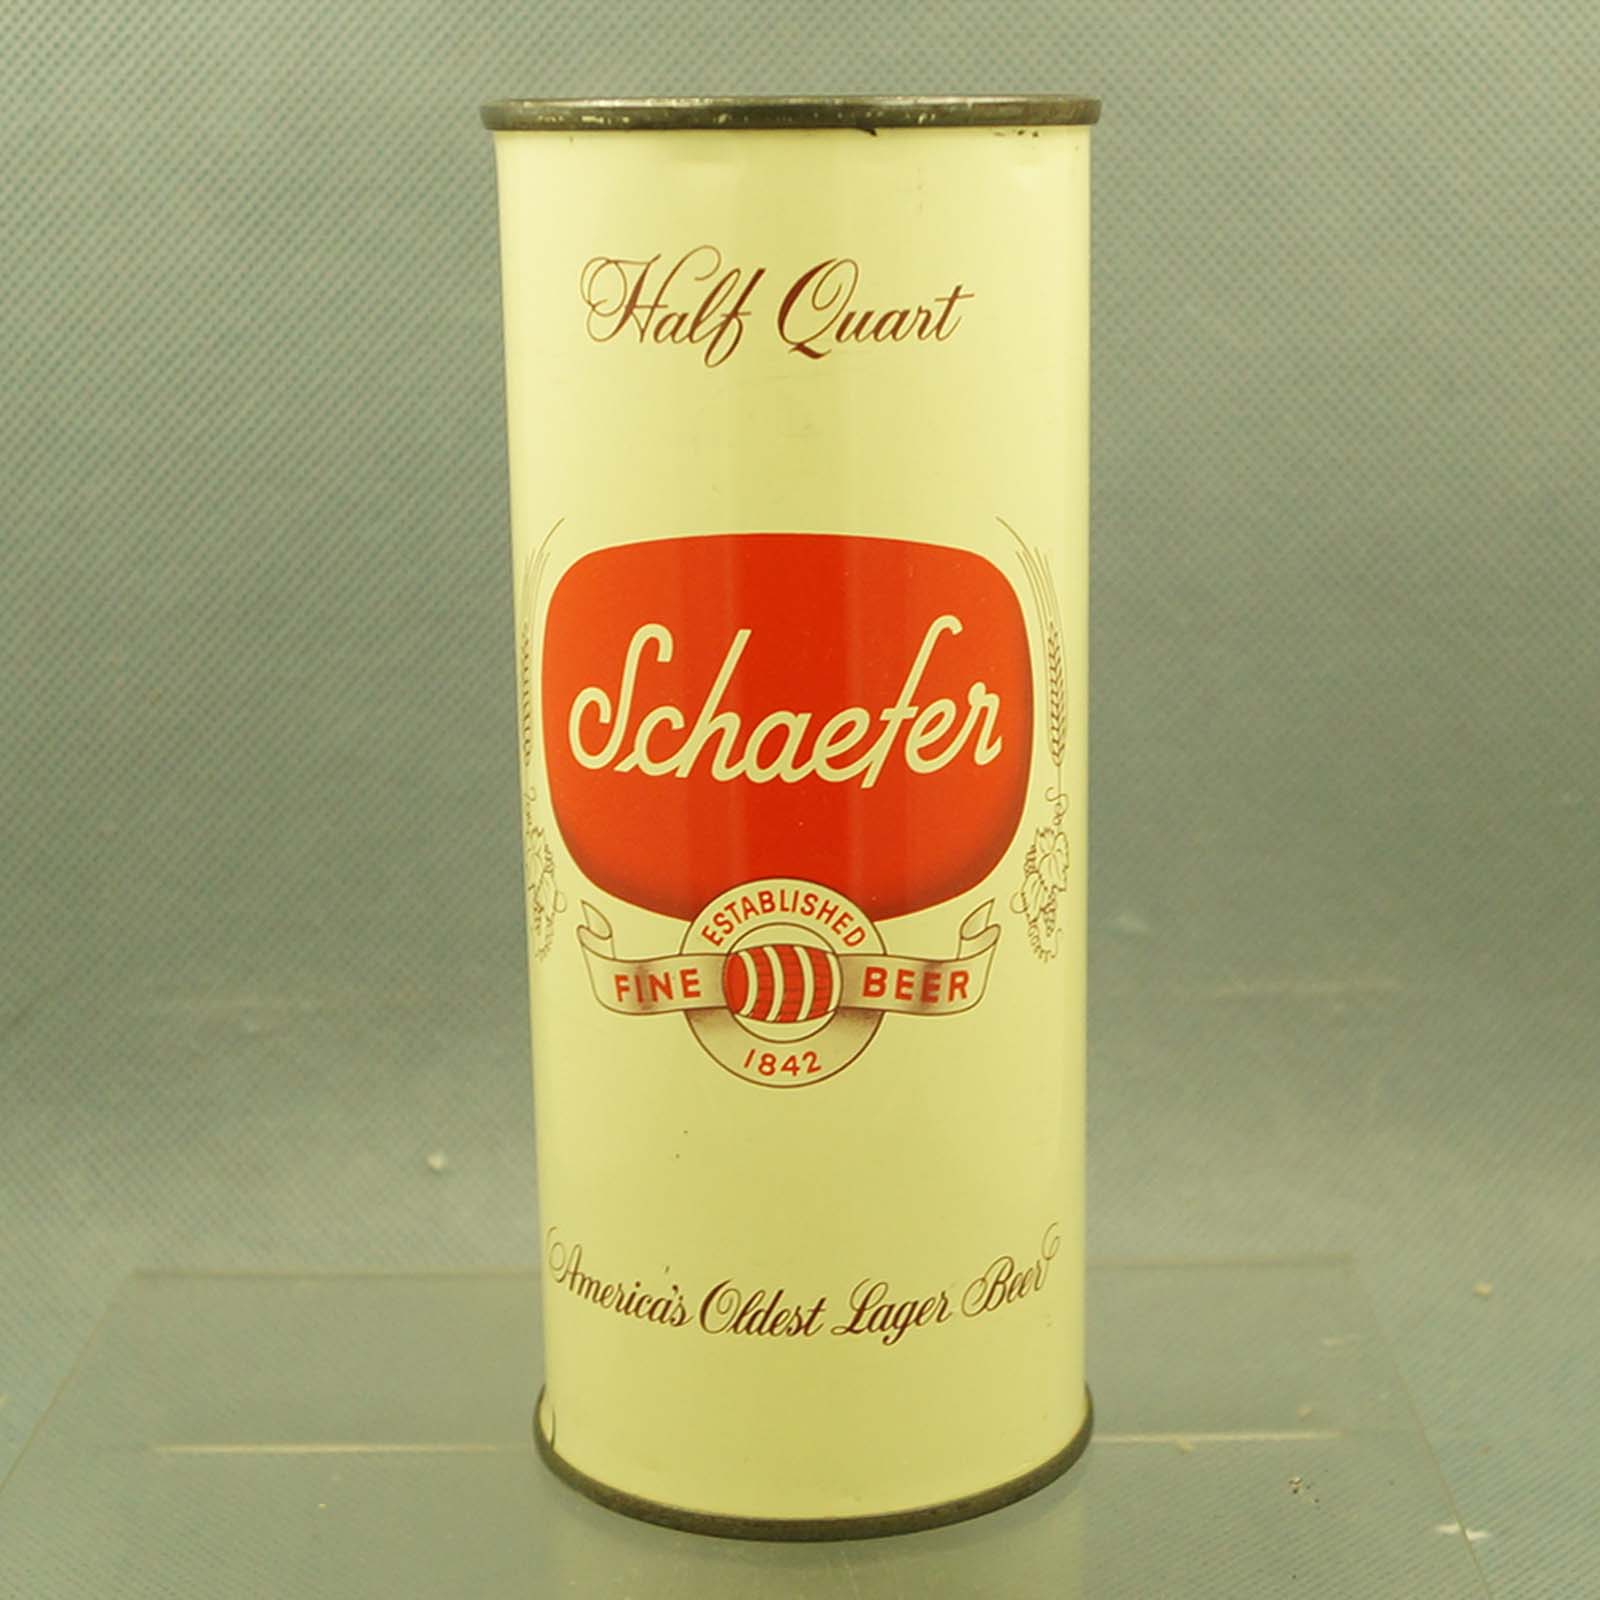 Half Quart
Schaefer
ESTABLISHED
FINE BEER
1842
America's Oldest Lager Beer